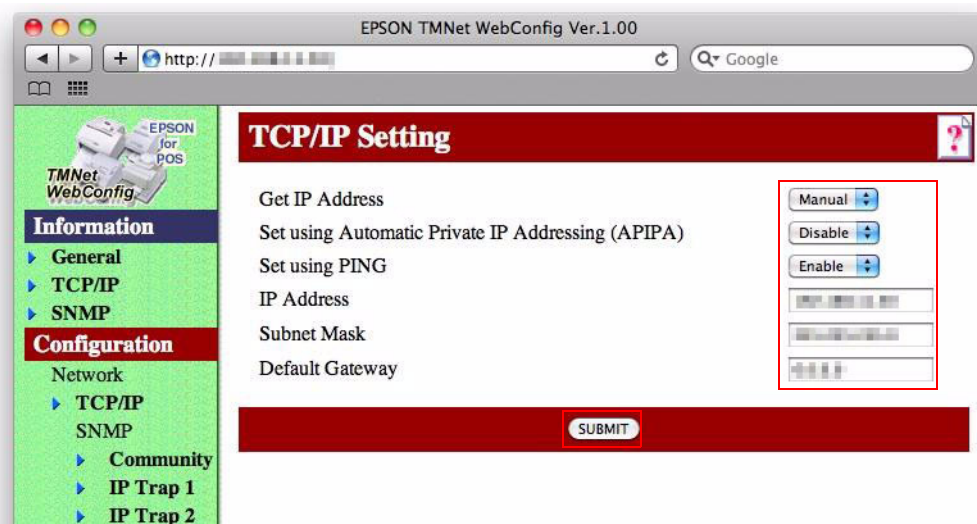 EPSON TMNet WebConfig Ver.1.00
http://
Google
EPSON
for
POS
TMNet
WebConfig
Information
General
TCP/IP
SNMP
Configuration
Network
TCP/IP
SNMP
Community
IP Trap 1
IP Trap 2
TCP/IP Setting
?
Get IP Address Manual
Set using Automatic Private IP Addressing (APIPA) Disable
Set using PING Enable
IP Address
Subnet Mask
Default Gateway
SUBMIT